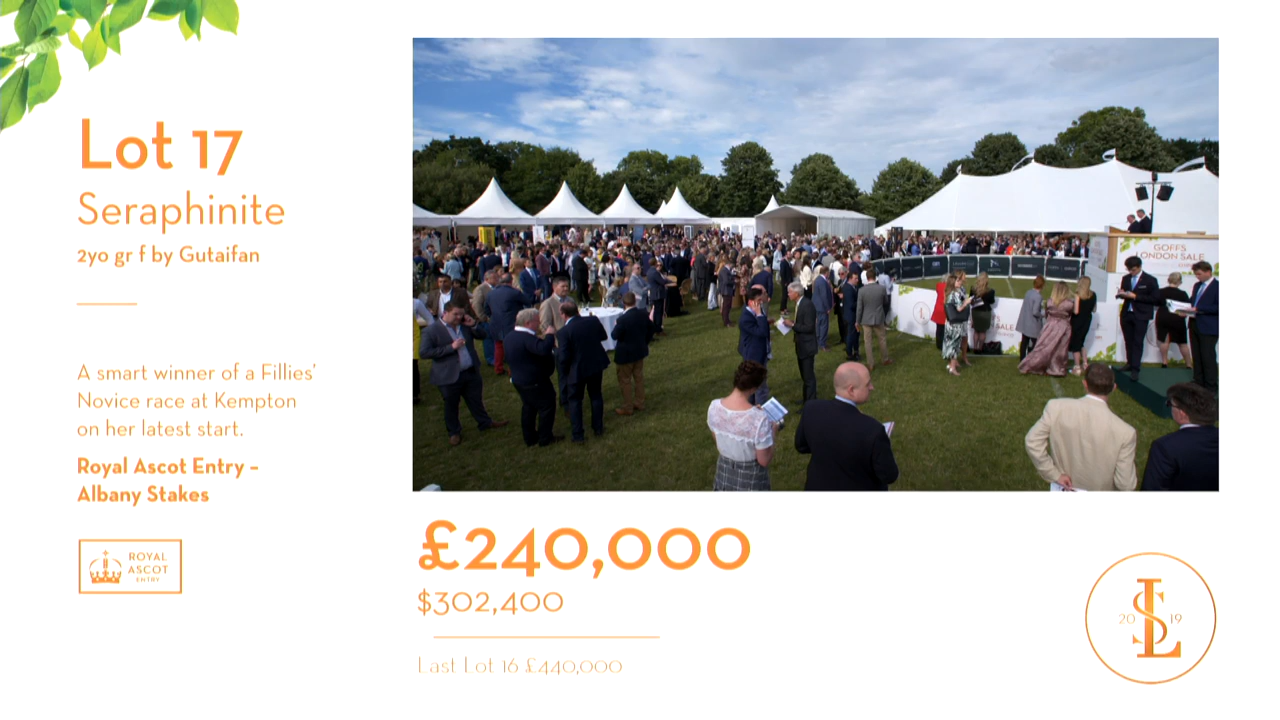 Lot 17
Seraphinite
2yo gr f by Gutaifan
A smart winner of a Fillies'
Novice race at Kempton
on her latest start.
Royal Ascot Entry –
Albany Stakes
ROYAL
ASCOT
ENTRY
GOFFS
LONDON SALE
£240,000
$302,400
Last Lot 16 £440,000
20 SL 19